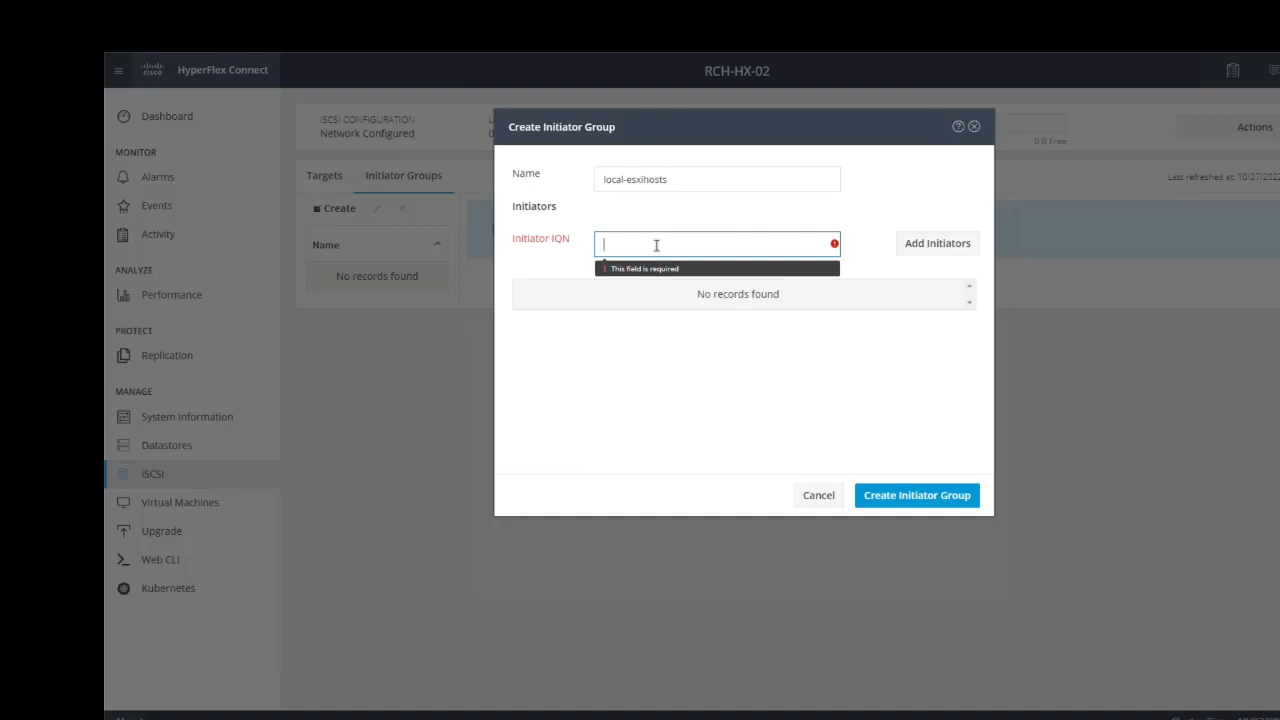 cisco
HyperFlex Connect
RCH-HX-02
Dashboard
MONITOR
Alarms
Events
Activity
ANALYZE
Performance
PROTECT
Replication
MANAGE
System Information
Datastores
iSCSI
Virtual Machines
Upgrade
Web CLI
Kubernetes
ISCSI CONFIGURATION
Network Configured
0 B Free
Actions
Targets
Initiator Groups
Last refreshed at: 10/27/2022
Create
Name
No records found
Create Initiator Group
Name
local-esxihosts
Initiators
Initiator IQN
Add Initiators
This field is required
No records found
Cancel
Create Initiator Group